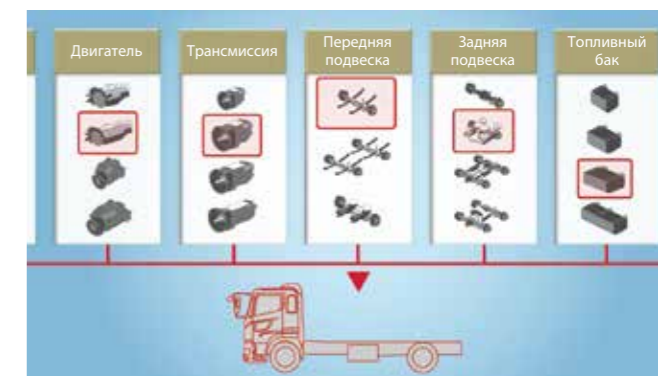 Двигатель
Трансмиссия
Передняя
подвеска
Задняя
подвеска
Топливный
бак